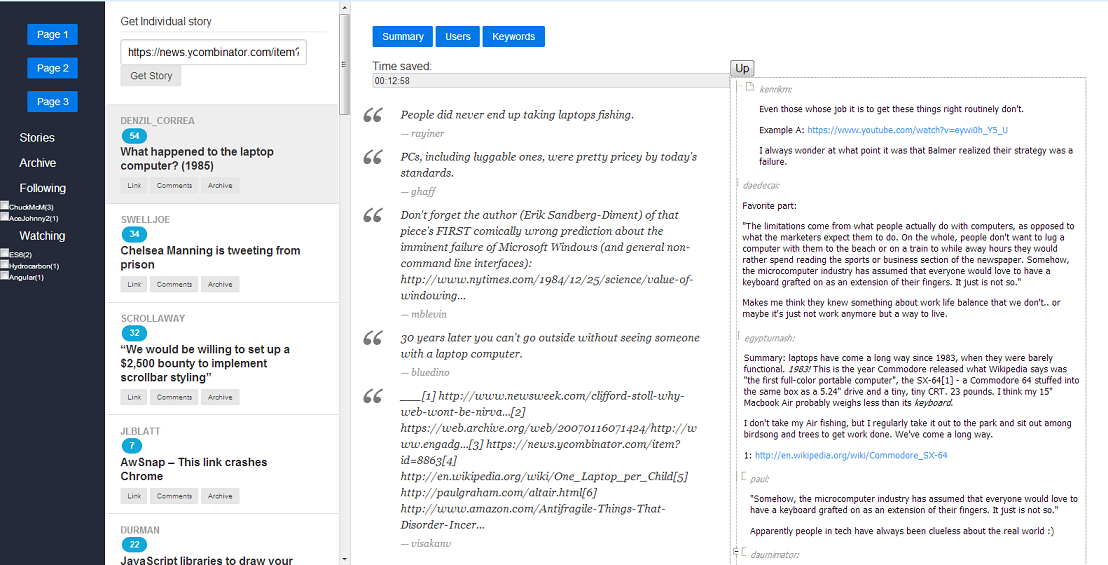 Page 1
Page 2
Page 3
Stories
Archive
Following
ChuckMcM(3)
AceJohnny2(1)
Watching
ES6(2)
Hydrocarbon(1)
Angular(1)
Get Individual story
https://news.ycombinator.com/item?
Get Story
DENZIL_CORREA
54
What happened to the laptop
computer? (1985)
Link Comments Archive
SWELLJOE
34
Chelsea Manning is tweeting from
prison
Link Comments Archive
SCROLLAWAY
32
“We would be willing to set up a
$2,500 bounty to implement
scrollbar styling”
Link Comments Archive
JLBLATT
7
AwSnap – This link crashes
Chrome
Link Comments Archive
DURMAN
22
JavaScript libraries to draw your
Summary Users Keywords
Time saved:
00:12:58
“ People did never end up taking laptops fishing.
— rayiner
“ PCs, including luggable ones, were pretty pricey by today's
standards.
— ghaff
“ Don't forget the author (Erik Sandberg-Diment) of that
piece's FIRST comically wrong prediction about the
imminent failure of Microsoft Windows (and general non-
command line interfaces):
http://www.nytimes.com/1984/12/25/science/value-of-
windowing...
— mblevin
“ 30 years later you can't go outside without seeing someone
with a laptop computer.
— bluedino
“ ___[1] http://www.newsweek.com/clifford-stoll-why-
web-wont-be-nirva...[2]
https://web.archive.org/web/20070116071424/http://w
ww.engadg...[3] https://news.ycombinator.com/item?
id=8863[4]
http://en.wikipedia.org/wiki/One_Laptop_per_Child[5]
http://paulgraham.com/altair.html[6]
http://www.amazon.com/Antifragile-Things-That-
Disorder-Incer...
— visakanv
Up
kenrikm:
Even those whose job it is to get these things right routinely don't.
Example A: https://www.youtube.com/watch?v=eywi0h_Y5_U
I always wonder at what point it was that Balmer realized their strategy was a
failure.
daedecai:
Favorite part:
"The limitations come from what people actually do with computers, as opposed to
what the marketers expect them to do. On the whole, people don't want to lug a
computer with them to the beach or on a train to while away hours they would
rather spend reading the sports or business section of the newspaper. Somehow,
the microcomputer industry has assumed that everyone would love to have a
keyboard grafted on as an extension of their fingers. It just is not so."
Makes me think they knew something about work life balance that we don't.. or
maybe it's just not work anymore but a way to live.
egypturnash:
Summary: laptops have come a long way since 1983, when they were barely
functional. 1983! This is the year Commodore released what Wikipedia says was
"the first full-color portable computer", the SX-64[1] - a Commodore 64 stuffed into
the same box as a 5.24" drive and a tiny, tiny CRT. 23 pounds. I think my 15"
Macbook Air probably weighs less than its keyboard.
I don't take my Air fishing, but I regularly take it out to the park and sit out among
birdsong and trees to get work done. We've come a long way.
1: http://en.wikipedia.org/wiki/Commodore_SX-64
paul:
"Somehow, the microcomputer industry has assumed that everyone would love to
have a keyboard grafted on as an extension of their fingers. It just is not so."
Apparently people in tech have always been clueless about the real world :)
daumimator: